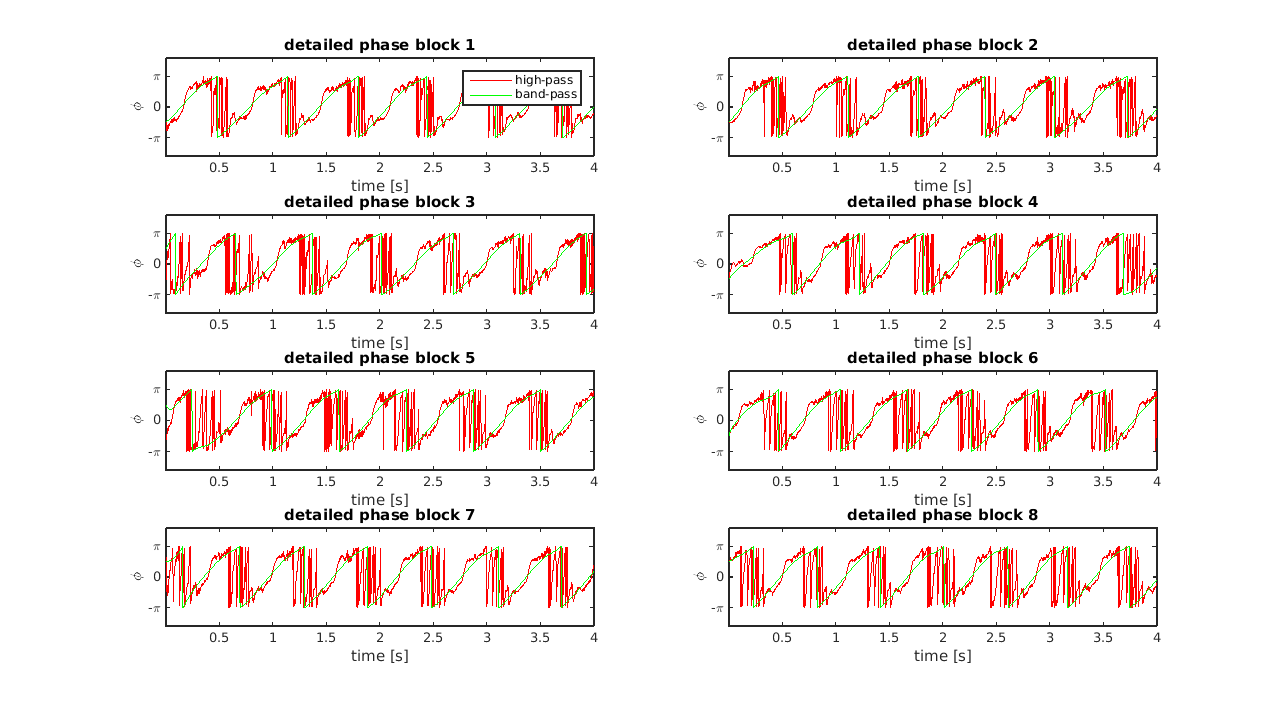 detailed phase block 1
π
0
-π
ϕ
high-pass
band-pass
0.5 1 1.5 2 2.5 3 3.5 4
time [s]
detailed phase block 2
π
0
-π
ϕ
0.5 1 1.5 2 2.5 3 3.5 4
time [s]
detailed phase block 3
π
0
-π
ϕ
0.5 1 1.5 2 2.5 3 3.5 4
time [s]
detailed phase block 4
π
0
-π
ϕ
0.5 1 1.5 2 2.5 3 3.5 4
time [s]
detailed phase block 5
π
0
-π
ϕ
0.5 1 1.5 2 2.5 3 3.5 4
time [s]
detailed phase block 6
π
0
-π
ϕ
0.5 1 1.5 2 2.5 3 3.5 4
time [s]
detailed phase block 7
π
0
-π
ϕ
0.5 1 1.5 2 2.5 3 3.5 4
time [s]
detailed phase block 8
π
0
-π
ϕ
0.5 1 1.5 2 2.5 3 3.5 4
time [s]